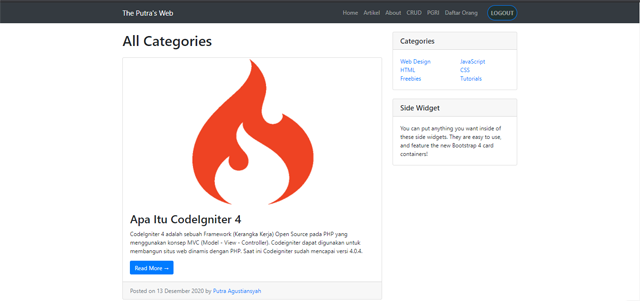 The Putra's Web
Home Artikel About CRUD PGRI Daftar Orang LOGOUT
All Categories
Apa Itu CodeIgniter 4
CodeIgniter 4 adalah sebuah Framework (Kerangka Kerja) Open Source pada PHP yang
menggunakan konsep MVC (Model - View - Controller). Codeigniter dapat digunakan untuk
membangun situs web dinamis dengan PHP. Saat ini Codeigniter sudah mencapai versi 4.0.4.
Read More →
Posted on 13 Desember 2020 by Putra Agustiansyah
Categories
Web Design JavaScript
HTML CSS
Freebies Tutorials
Side Widget
You can put anything you want inside of
these side widgets. They are easy to use,
and feature the new Bootstrap 4 card
containers!